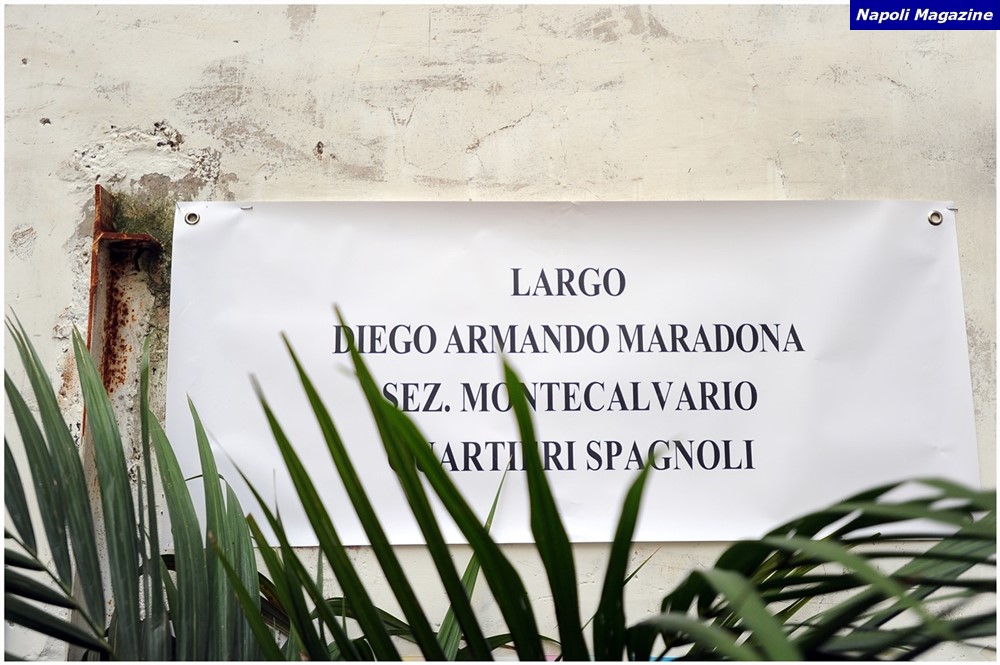 Napoli Magazine
LARGO
DIEGO ARMANDO MARADONA
SEZ. MONTECALVARIO
QUARTIERI SPAGNOLI